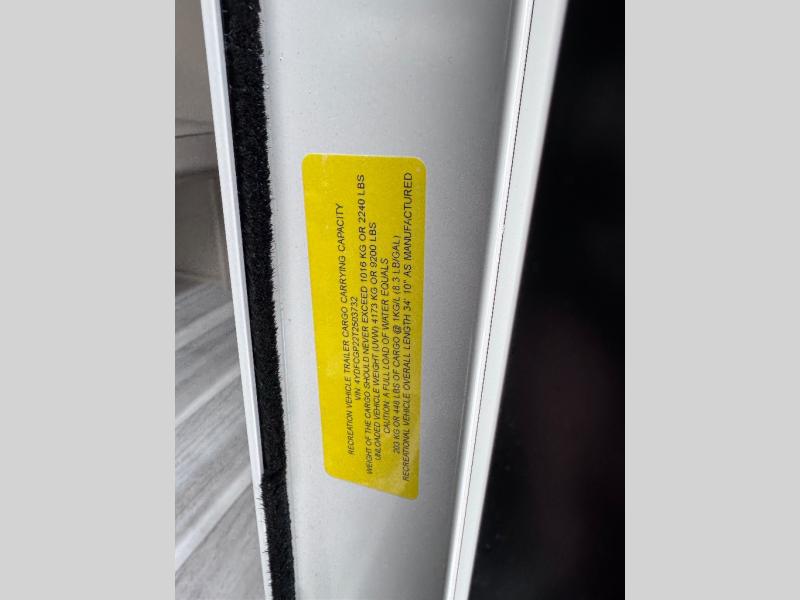 RECREATION VEHICLE TRAILER CARGO CARRYING CAPACITY
VIN: 4YDFCGP22T2503732
WEIGHT OF THE CARGO SHOULD NEVER EXCEED 1016 KG OR 2240 LBS
UNLOADED VEHICLE WEIGHT (UVW) 4173 KG OR 9200 LBS
CAUTION: A FULL LOAD OF WATER EQUALS
203 KG OR 448 LBS OF CARGO @ 1KG/L (8.3 LB/GAL)
RECREATIONAL VEHICLE OVERALL LENGTH 34' 10" AS MANUFACTURED